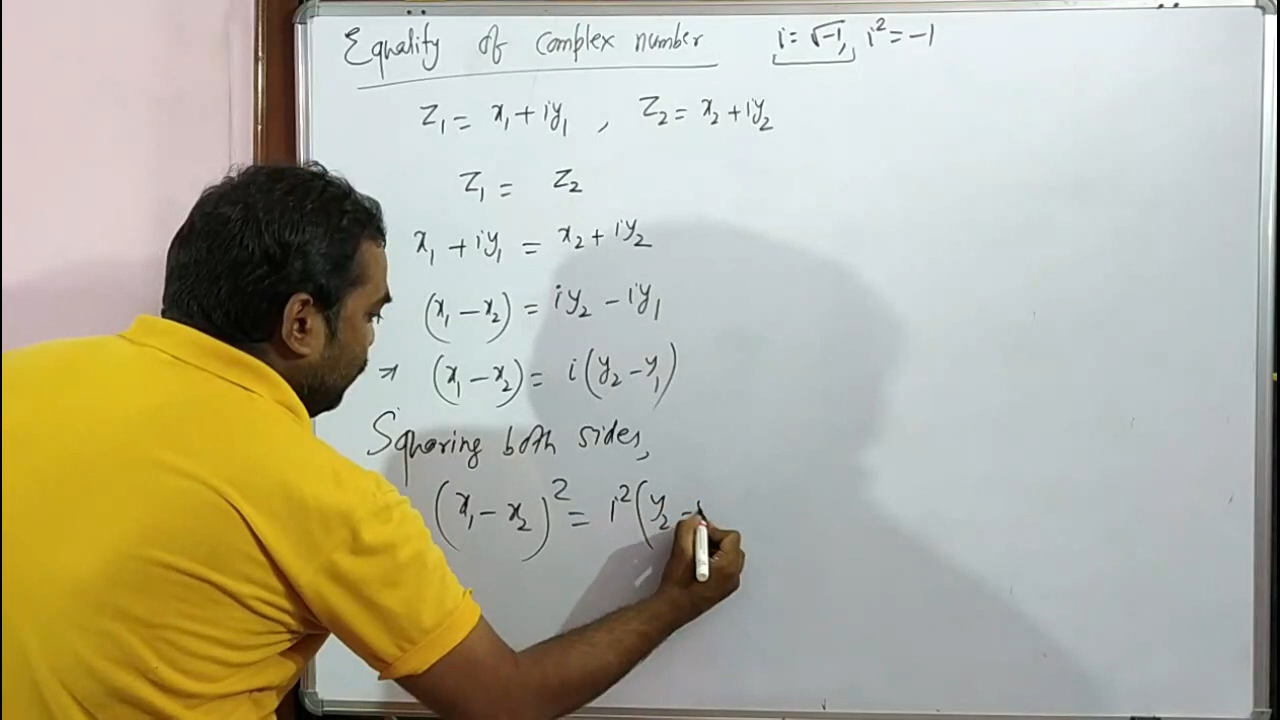 Equality of complex number i = √-1, i² = -1
Z₁ = x₁ + iy₁ , Z₂ = x₂ + iy₂
Z₁ = Z₂
x₁ + iy₁ = x₂ + iy₂
(x₁ - x₂) = iy₂ - iy₁
⇒ (x₁ - x₂) = i(y₂ - y₁)
Squaring both sides,
(x₁ - x₂)² = i²(y₂ -